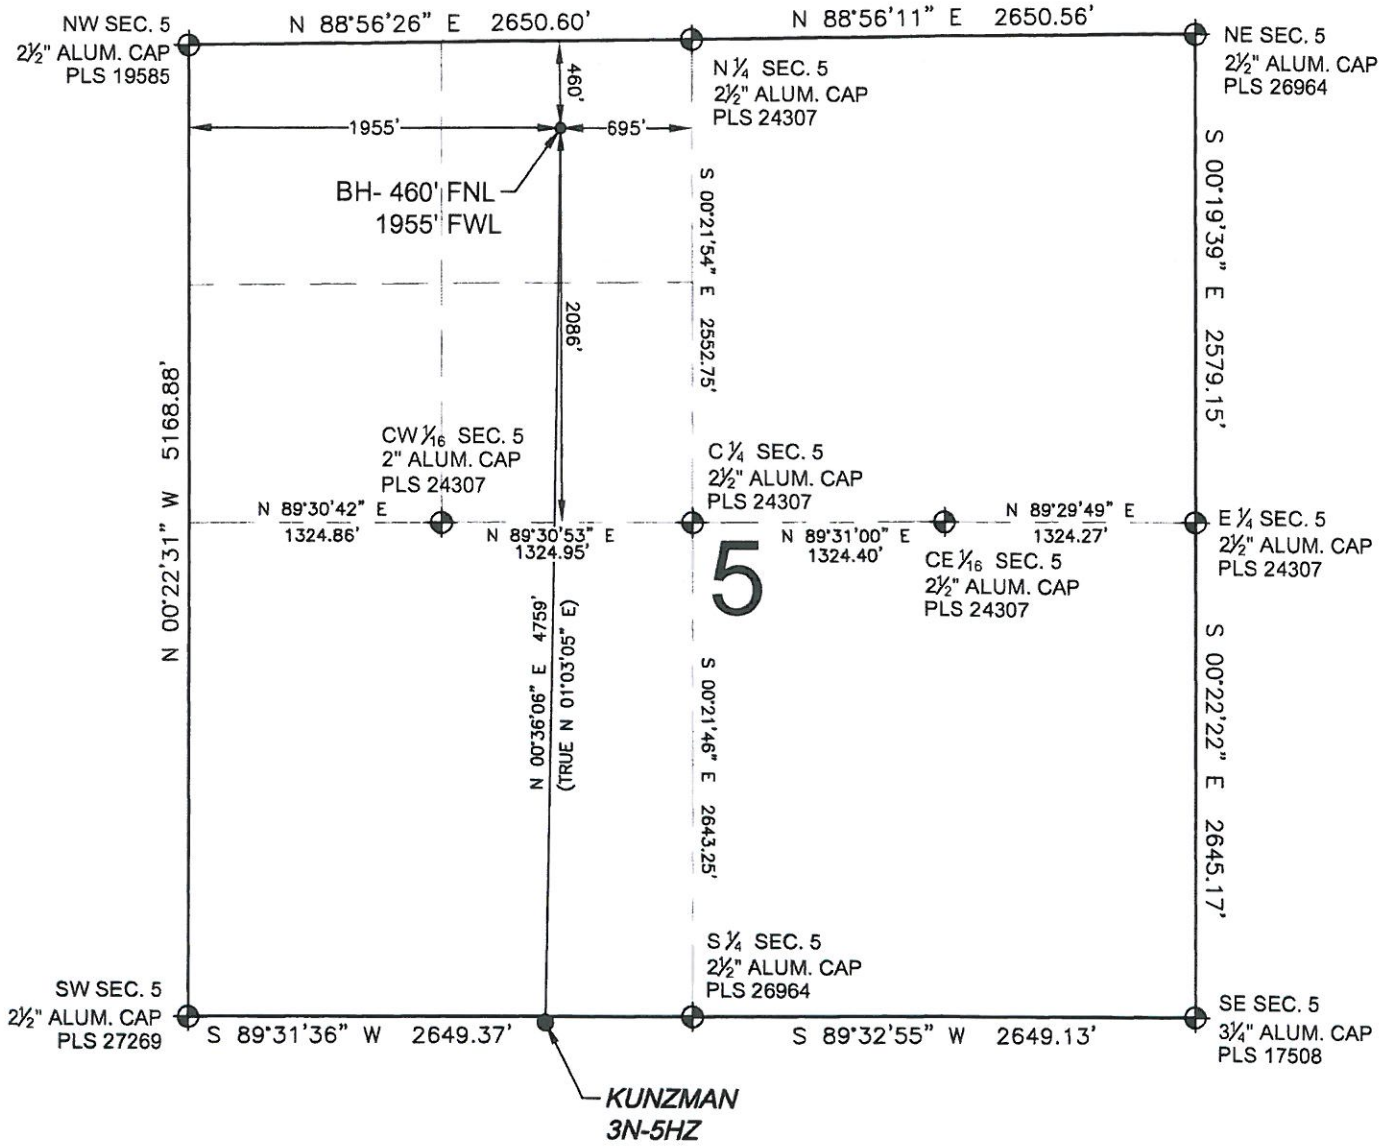 N 88°56'26" E 2650.60'
N 88°56'11" E 2650.56'
NW SEC. 5
2½" ALUM. CAP
PLS 19585
N ¼ SEC. 5
2½" ALUM. CAP
PLS 24307
NE SEC. 5
2½" ALUM. CAP
PLS 26964
460'
1955'
695'
BH- 460' FNL
1955' FWL
S 00°21'54" E 2552.75'
S 00°19'39" E 2579.15'
2086'
N 00°22'31" W 5168.88'
CW 1/16 SEC. 5
2" ALUM. CAP
PLS 24307
C ¼ SEC. 5
2½" ALUM. CAP
PLS 24307
N 89°30'42" E
1324.86'
N 89°30'53" E
1324.95'
N 89°31'00" E
1324.40'
N 89°29'49" E
1324.27'
E ¼ SEC. 5
2½" ALUM. CAP
PLS 24307
CE 1/16 SEC. 5
2½" ALUM. CAP
PLS 24307
5
N 00°36'06" E 4759'
(TRUE N 01°03'05" E)
S 00°21'46" E 2643.25'
S 00°22'22" E 2645.17'
S ¼ SEC. 5
2½" ALUM. CAP
PLS 26964
SW SEC. 5
2½" ALUM. CAP
PLS 27269
S 89°31'36" W 2649.37'
S 89°32'55" W 2649.13'
SE SEC. 5
3¼" ALUM. CAP
PLS 17508
KUNZMAN
3N-5HZ